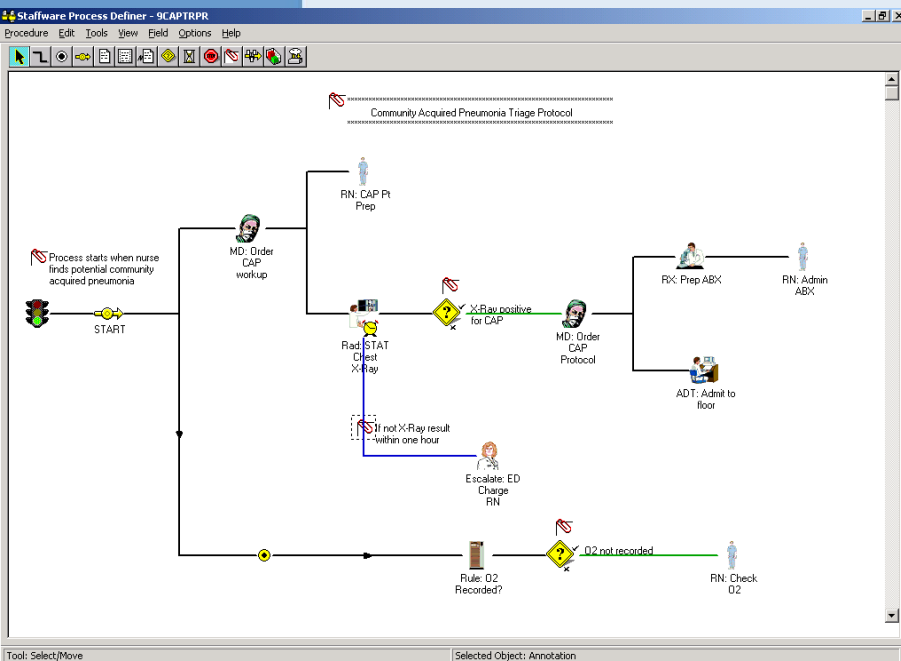 Staffware Process Definer - 9CAPTRPR
Procedure Edit Tools View Field Options Help
Community Acquired Pneumonia Triage Protocol
RN: CAP Pt
Prep
MD: Order
CAP
workup
Process starts when nurse
finds potential community
acquired pneumonia
START
RX: Prep ABX
RN: Admin
ABX
X-Ray positive
for CAP
MD: Order
CAP
Protocol
Rad: STAT
Chest
X-Ray
ADT: Admit to
floor
If not X-Ray result
within one hour
Escalate: ED
Charge
RN
O2 not recorded
Rule: O2
Recorded?
RN: Check
O2
Tool: Select/Move
Selected Object: Annotation